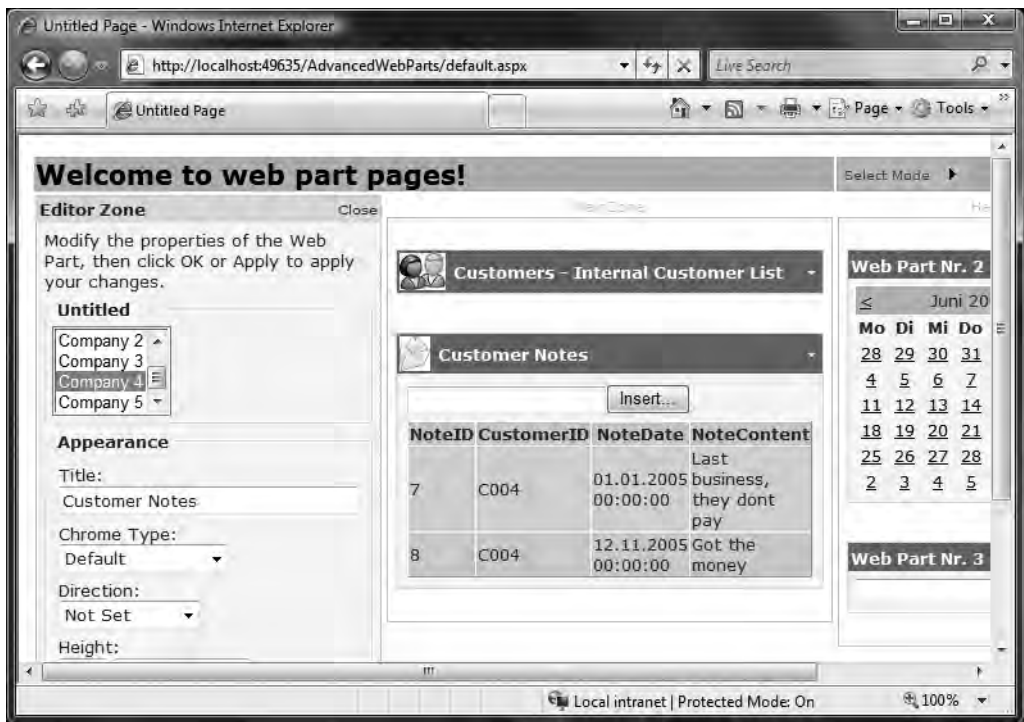 Untitled Page - Windows Internet Explorer
http://localhost:49635/AdvancedWebParts/default.aspx
Live Search
Untitled Page
Page
Tools
Welcome to web part pages!
Select Mode
Editor Zone
Close
Modify the properties of the Web
Part, then click OK or Apply to apply
your changes.
Untitled
Company 2
Company 3
Company 4
Company 5
Appearance
Title:
Customer Notes
Chrome Type:
Default
Direction:
Not Set
Height:
Customers - Internal Customer List
Customer Notes
Insert...
NoteID CustomerID NoteDate NoteContent
7 C004 01.01.2005 00:00:00 Last business, they dont pay
8 C004 12.11.2005 00:00:00 Got the money
Web Part Nr. 2
< Juni 20
Mo Di Mi Do
28 29 30 31
4 5 6 7
11 12 13 14
18 19 20 21
25 26 27 28
2 3 4 5
Web Part Nr. 3
Local intranet | Protected Mode: On
100%